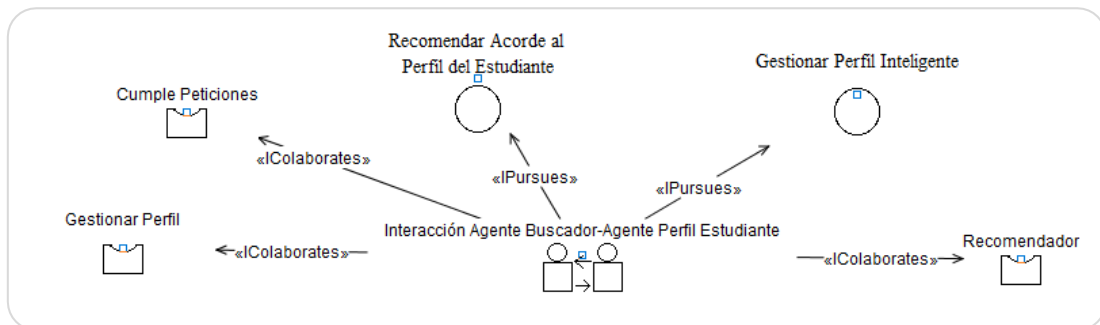 Recomendar Acorde al
Perfil del Estudiante
Gestionar Perfil Inteligente
Cumple Peticiones
«IColaborates»
«IPursues»
«IPursues»
Gestionar Perfil
Interacción Agente Buscador-Agente Perfil Estudiante
Recomendador
«IColaborates»
«IColaborates»